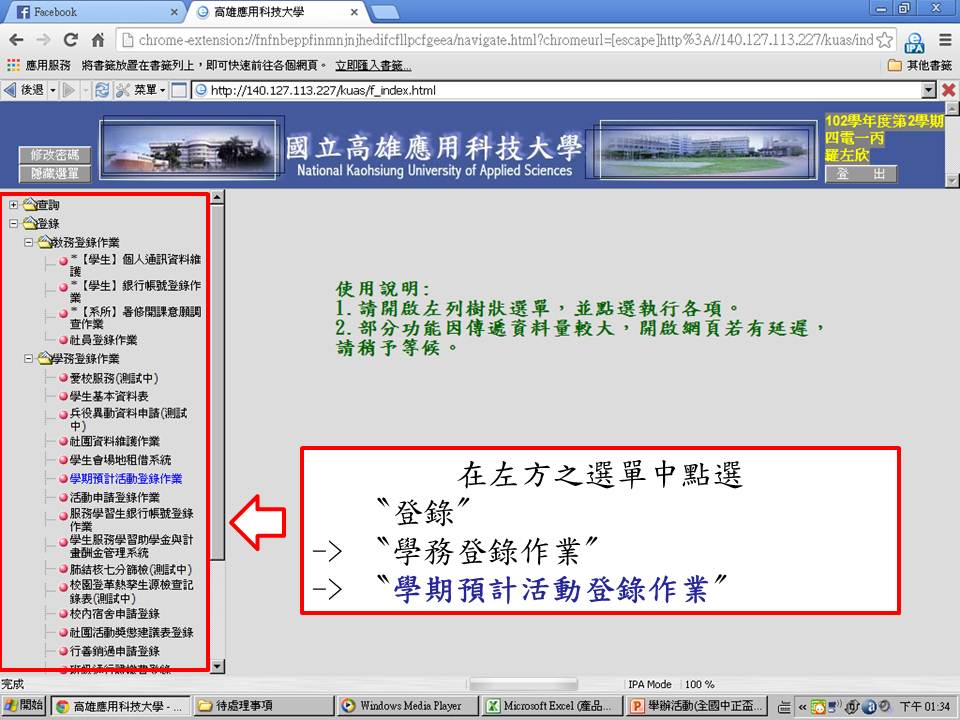 Facebook
高雄應用科技大學
chrome-extension://fnfnbeppfinmnjnjhedifcfllpcfgeea/navigate.html?chromeurl=[escape]http%3A//140.127.113.227/kuas/ind
應用服務 將書籤放置在書籤列上,即可快速前往各個網頁。 立即匯入書籤... 其他書籤
後退 菜單 http://140.127.113.227/kuas/f_index.html
修改密碼
隱藏選單
國立高雄應用科技大學
National Kaohsiung University of Applied Sciences
102學年度第2學期
四電一丙
羅左欣
登 出
查詢
登錄
教務登錄作業
*【學生】個人通訊資料維
護
*【學生】銀行帳號登錄作
業
*【系所】暑修開課意願調
查作業
社員登錄作業
學務登錄作業
愛校服務(測試中)
學生基本資料表
兵役異動資料申請(測試
中)
社團資料維護作業
學生會場地租借系統
學期預計活動登錄作業
活動申請登錄作業
服務學習生銀行帳號登錄
作業
學生服務學習助學金與計
畫酬金管理系統
肺結核七分篩檢(測試中)
校園登革熱孳生源檢查記
錄表(測試中)
校內宿舍申請登錄
社團活動獎懲建議表登錄
行善銷過申請登錄
使用說明:
1.請開啟左列樹狀選單,並點選執行各項。
2.部分功能因傳遞資料量較大,開啟網頁若有延遲,
請稍予等候。
在左方之選單中點選
〝登錄〞
-> 〝學務登錄作業〞
-> 〝學期預計活動登錄作業〞
完成
IPA Mode 100 %
開始 高雄應用科技大學 - ... 待處理事項 Windows Media Player Microsoft Excel (產品... 舉辦活動(全國中正盃... 下午 01:34